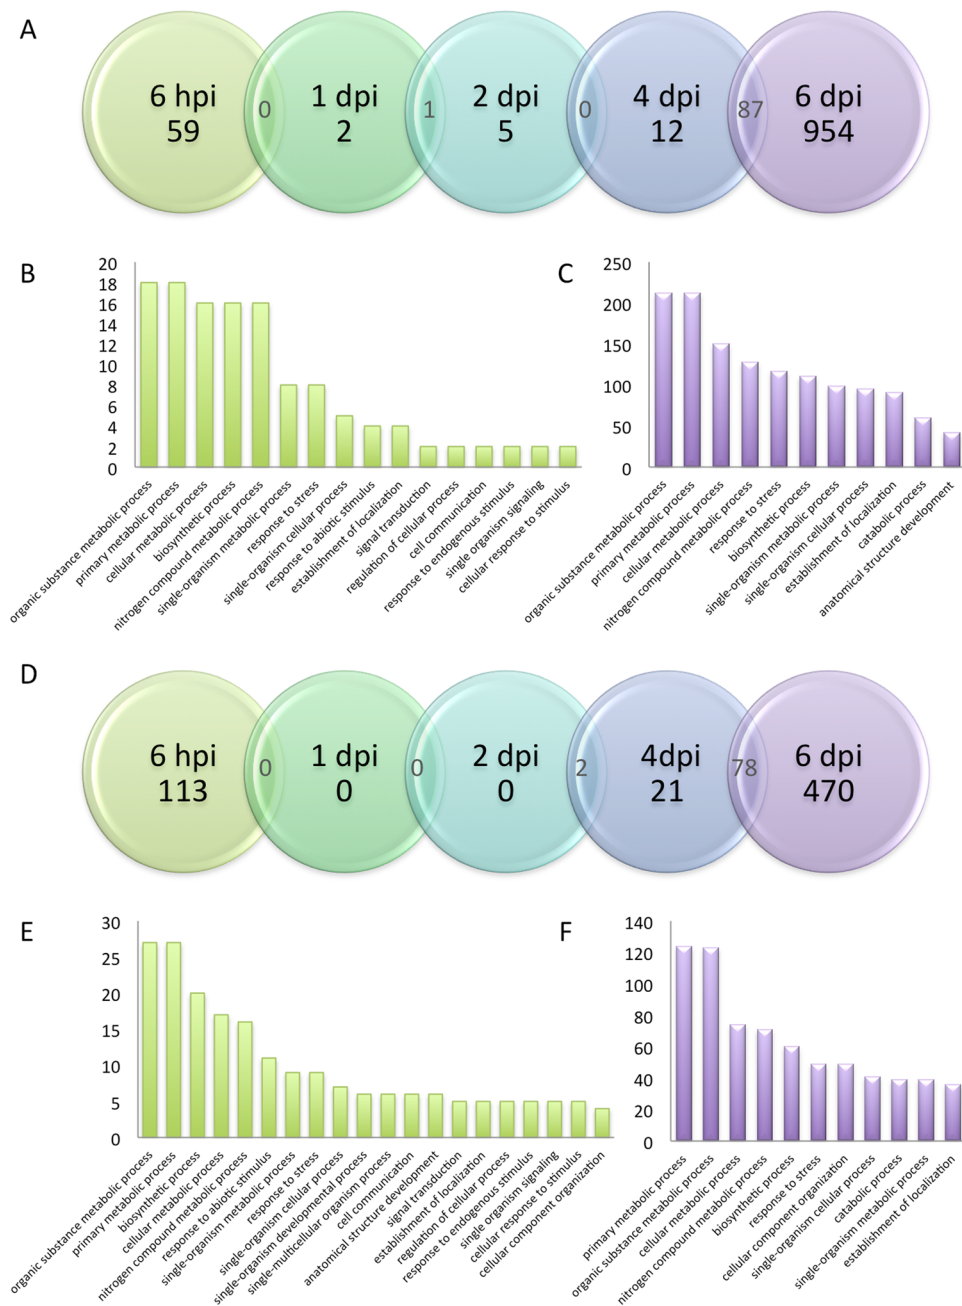 A
6 hpi
59
0
1 dpi
2
1
2 dpi
5
0
4 dpi
12
87
6 dpi
954
B
20
18
16
14
12
10
8
6
4
2
0
organic substance metabolic process
primary metabolic process
cellular metabolic process
biosynthetic process
nitrogen compound metabolic process
single-organism metabolic process
response to stress
single-organism cellular process
response to abiotic stimulus
establishment of localization
signal transduction
regulation of cellular process
cell communication
response to endogenous stimulus
single organism signaling
cellular response to stimulus
C
250
200
150
100
50
0
organic substance metabolic process
primary metabolic process
cellular metabolic process
nitrogen compound metabolic process
response to stress
biosynthetic process
single-organism metabolic process
single-organism cellular process
establishment of localization
catabolic process
anatomical structure development
D
6 hpi
113
0
1 dpi
0
0
2 dpi
0
2
4dpi
21
78
6 dpi
470
E
30
25
20
15
10
5
0
organic substance metabolic process
primary metabolic process
biosynthetic process
cellular metabolic process
nitrogen compound metabolic process
response to abiotic stimulus
single-organism metabolic process
response to stress
single-organism cellular process
single-organism developmental process
single-multicellular organism process
cell communication
anatomical structure development
signal transduction
establishment of localization
regulation of cellular process
response to endogenous stimulus
single organism signaling
cellular response to stimulus
cellular component organization
F
140
120
100
80
60
40
20
0
primary metabolic process
organic substance metabolic process
cellular metabolic process
nitrogen compound metabolic process
biosynthetic process
response to stress
cellular component organization
single-organism cellular process
catabolic process
single-organism metabolic process
establishment of localization